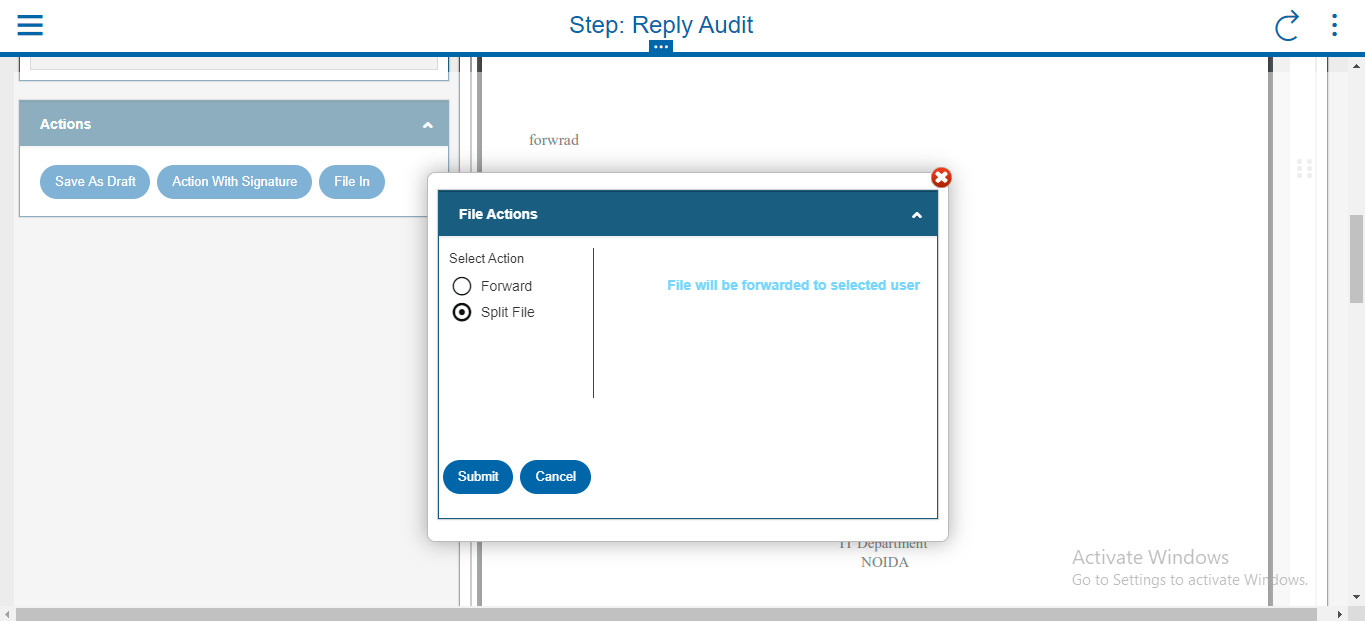 Step: Reply Audit
Actions
Save As Draft
Action With Signature
File In
forwrad
File Actions
Select Action
Forward
Split File
File will be forwarded to selected user
Submit
Cancel
IT Department
NOIDA
Activate Windows
Go to Settings to activate Windows.